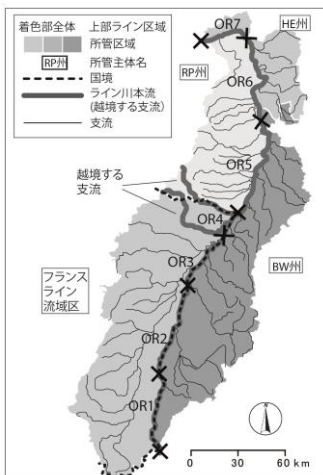 着色部全体 上部ライン区域
所管区域
RP州 所管主体名
国境
ライン川本流
(越境する支流)
支流
OR7
HE州
RP州
OR6
OR5
越境する
支流
OR4
BW州
OR3
フランス
ライン
流域区
OR2
OR1
N
0 30 60 km